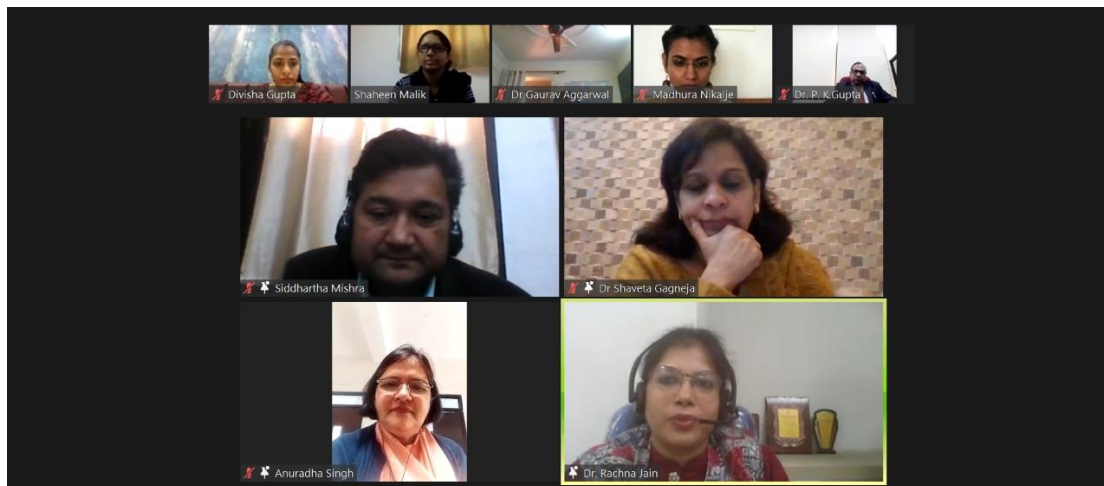 Divisha Gupta
Shaheen Malik
Dr Gaurav Aggarwal
Madhura Nikalje
Dr. P. K.Gupta
Siddhartha Mishra
Dr Shaveta Gagneja
Anuradha Singh
Dr. Rachna Jain